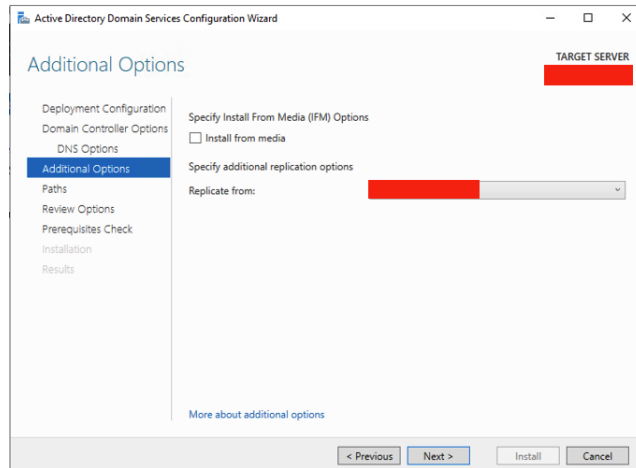 Active Directory Domain Services Configuration Wizard
Additional Options
TARGET SERVER
Deployment Configuration
Domain Controller Options
DNS Options
Additional Options
Paths
Review Options
Prerequisites Check
Installation
Results
Specify Install From Media (IFM) Options
Install from media
Specify additional replication options
Replicate from:
More about additional options
< Previous
Next >
Install
Cancel